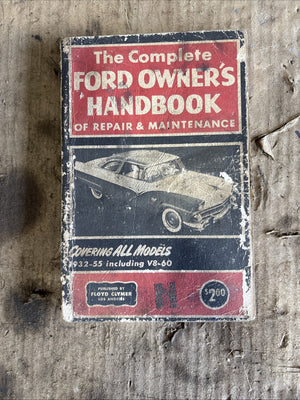 The Complete
FORD OWNER'S
HANDBOOK
OF REPAIR & MAINTENANCE
COVERING ALL MODELS
1932-55 including V8-60
PUBLISHED BY
FLOYD CLYMER
LOS ANGELES
$2.00